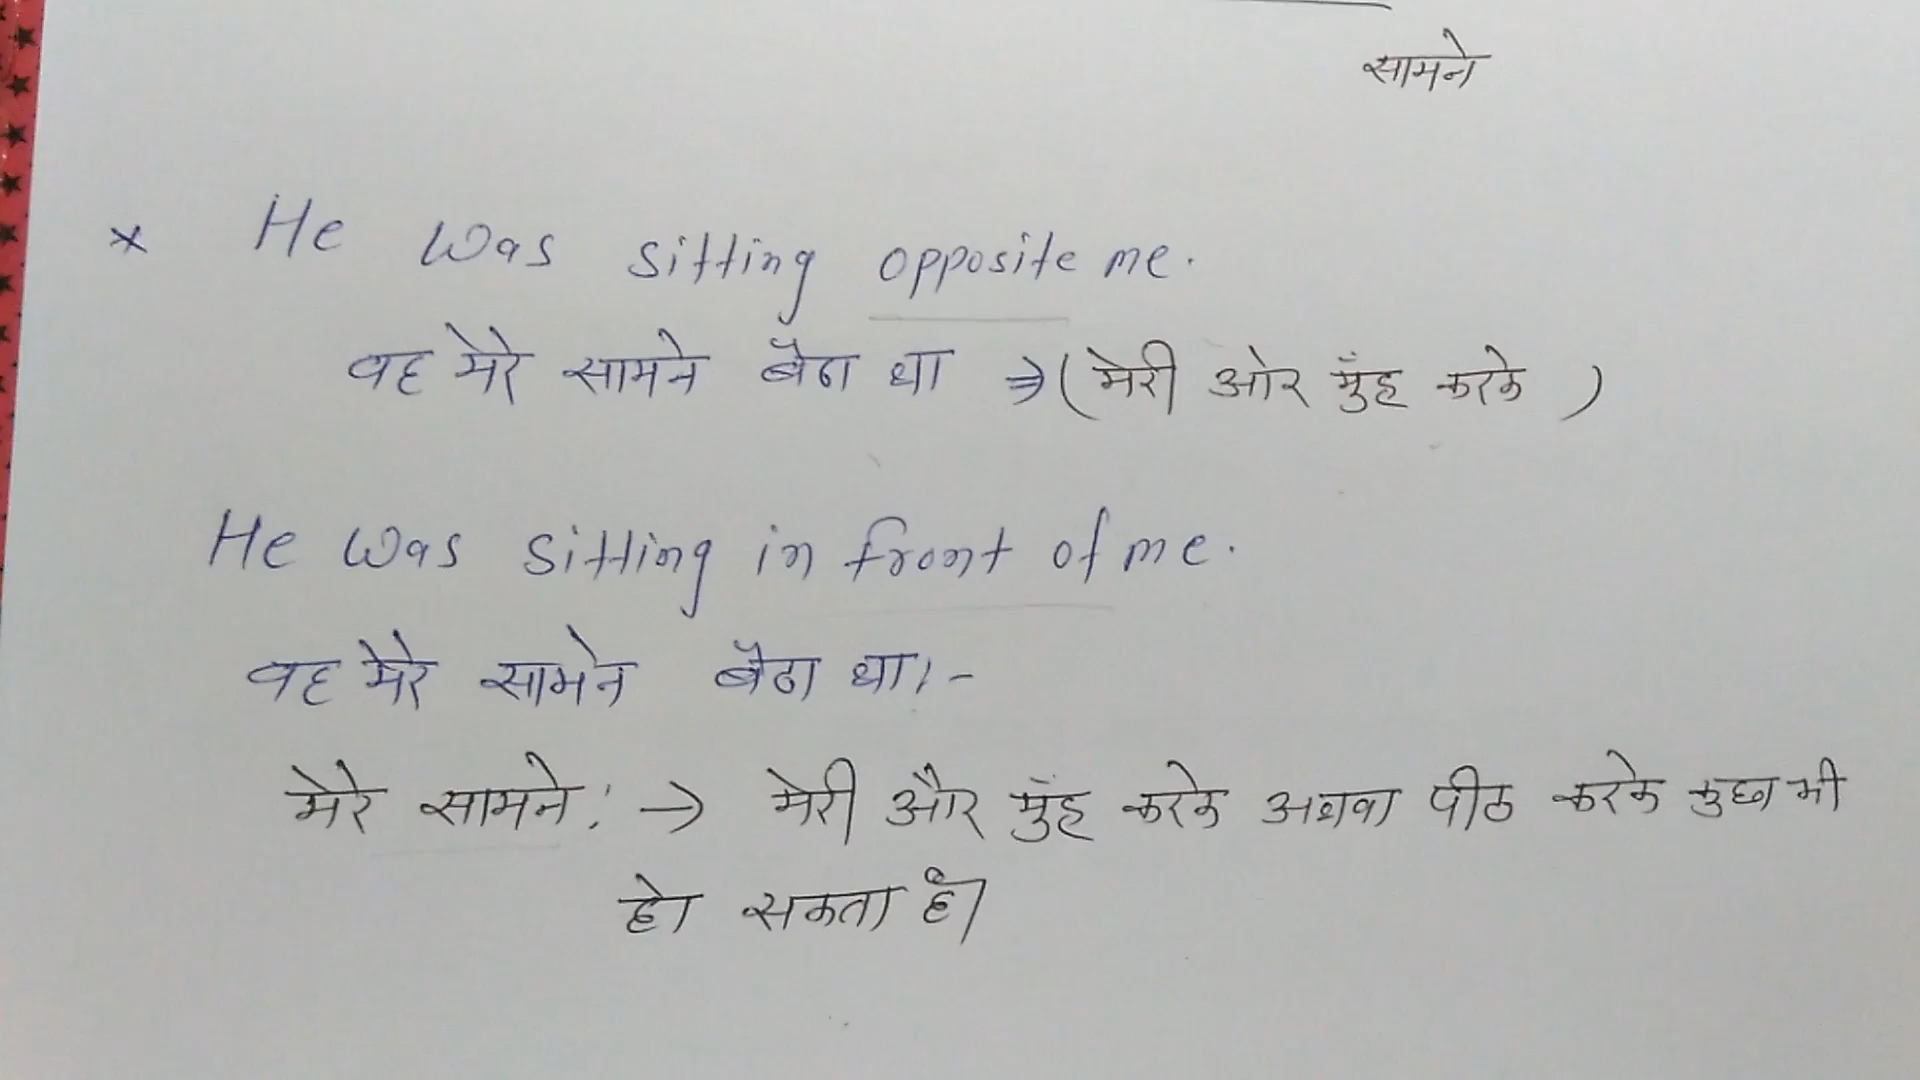 सामने
* He was sitting opposite me.
वह मेरे सामने बैठा था ⇒ (मेरी ओर मुँह करके )
He was sitting in front of me.
वह मेरे सामने बैठा था। -
मेरे सामने : → मेरी और मुँह करके अथवा पीठ करके कुछ भी
हो सकता है।